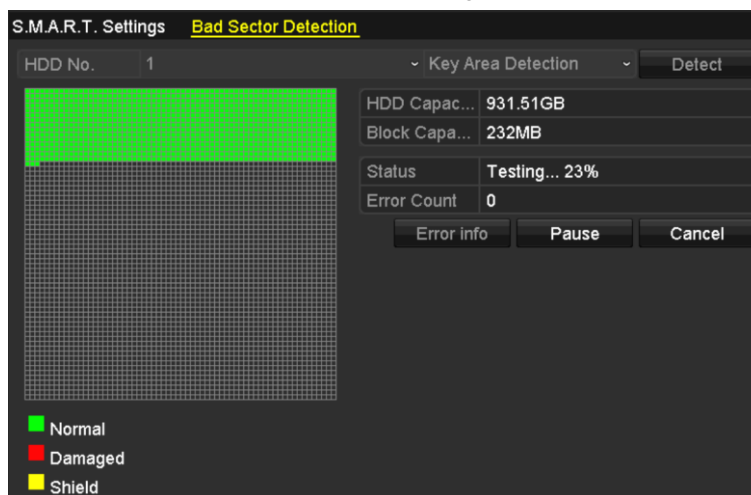 S.M.A.R.T. Settings Bad Sector Detection
HDD No. 1 Key Area Detection Detect
HDD Capac... 931.51GB
Block Capa... 232MB
Status Testing... 23%
Error Count 0
Error info Pause Cancel
Normal
Damaged
Shield